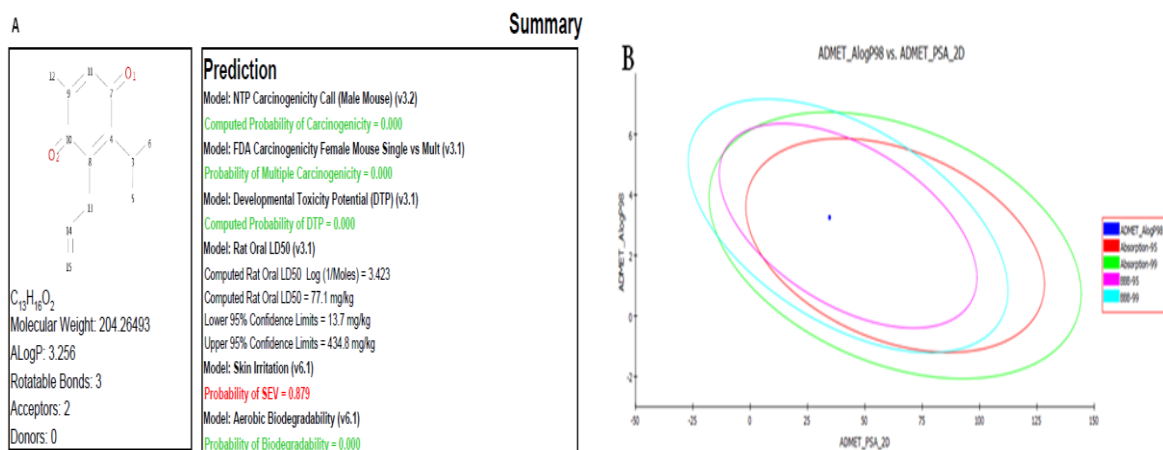 A
Summary
12
11
O1
9
7
10
4
6
O2
8
3
13
5
14
15
C13H16O2
Molecular Weight: 204.26493
ALogP: 3.256
Rotatable Bonds: 3
Acceptors: 2
Donors: 0
Prediction
Model: NTP Carcinogenicity Call (Male Mouse) (v3.2)
Computed Probability of Carcinogenicity = 0.000
Model: FDA Carcinogenicity Female Mouse Single vs Mult (v3.1)
Probability of Multiple Carcinogenicity = 0.000
Model: Developmental Toxicity Potential (DTP) (v3.1)
Computed Probability of DTP = 0.000
Model: Rat Oral LD50 (v3.1)
Computed Rat Oral LD50 Log (1/Moles) = 3.423
Computed Rat Oral LD50 = 77.1 mg/kg
Lower 95% Confidence Limits = 13.7 mg/kg
Upper 95% Confidence Limits = 434.8 mg/kg
Model: Skin Irritation (v6.1)
Probability of SEV = 0.879
Model: Aerobic Biodegradability (v6.1)
Probability of Biodegradability = 0.000
B
ADMET_AlogP98 vs. ADMET_PSA_2D
ADMET_AlogP98
6
4
2
0
-2
-50
-25
0
25
50
75
100
125
150
ADMET_PSA_2D
ADMET_AlogP98
Absorption-95
Absorption-99
BBB-95
BBB-99